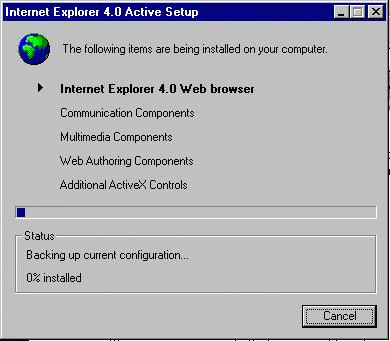 Internet Explorer 4.0 Active Setup
The following items are being installed on your computer.
Internet Explorer 4.0 Web browser
Communication Components
Multimedia Components
Web Authoring Components
Additional ActiveX Controls
Status
Backing up current configuration...
0% installed
Cancel